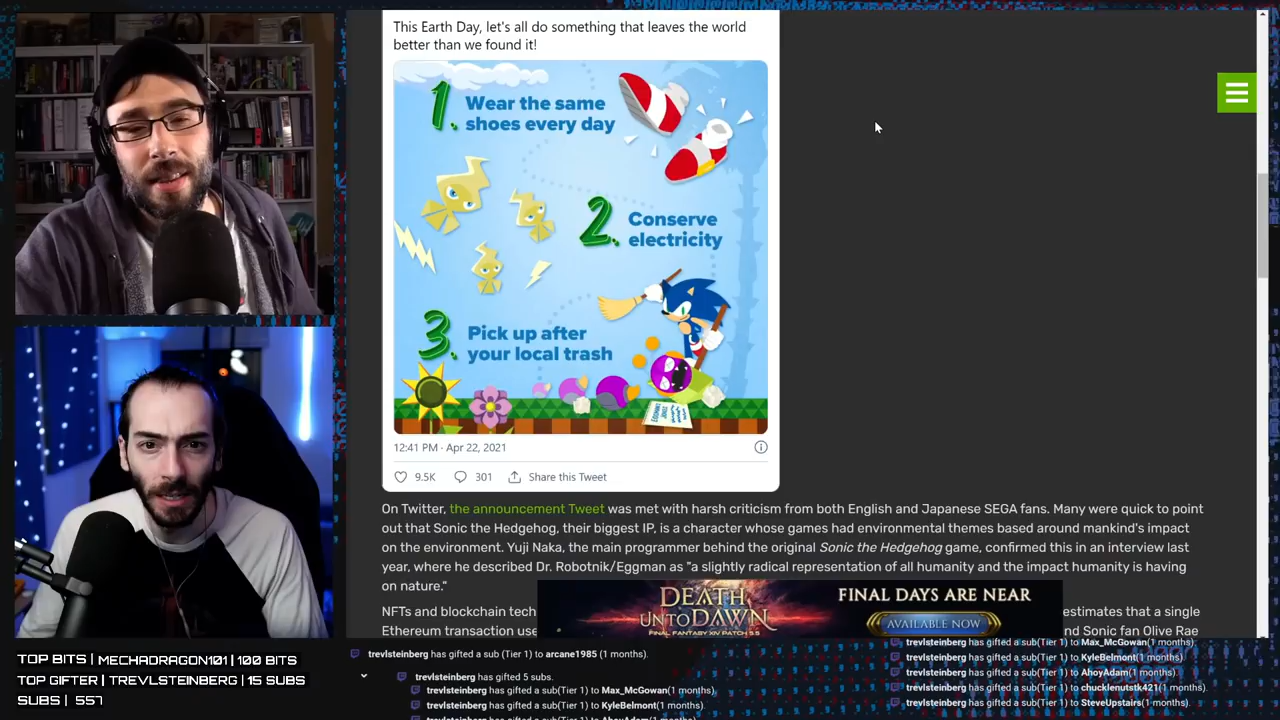 This Earth Day, let's all do something that leaves the world
better than we found it!
1. Wear the same
shoes every day
2. Conserve
electricity
3. Pick up after
your local trash
12:41 PM · Apr 22, 2021
9.5K 301 Share this Tweet
On Twitter, the announcement Tweet was met with harsh criticism from both English and Japanese SEGA fans. Many were quick to point
out that Sonic the Hedgehog, their biggest IP, is a character whose games had environmental themes based around mankind's impact
on the environment. Yuji Naka, the main programmer behind the original Sonic the Hedgehog game, confirmed this in an interview last
year, where he described Dr. Robotnik/Eggman as "a slightly radical representation of all humanity and the impact humanity is having
on nature."
NFTs and blockchain tech estimates that a single
Ethereum transaction use nd Sonic fan Olive Rae
DEATH
UNTO DAWN
FINAL FANTASY XIV PATCH 5.5
FINAL DAYS ARE NEAR
AVAILABLE NOW
TOP BITS | MECHADRAGON101 | 100 BITS
TOP GIFTER | TREVLSTEINBERG | 15 SUBS
SUBS | 557
trevlsteinberg has gifted a sub (Tier 1) to arcane1985 (1 months).
trevlsteinberg has gifted 5 subs.
trevlsteinberg has gifted a sub(Tier 1) to Max_McGowan(1 months).
trevlsteinberg has gifted a sub(Tier 1) to KyleBelmont(1 months).
trevlsteinberg has gifted a sub(Tier 1) to AhoyAdam(1 months).
trevlsteinberg has gifted a sub(Tier 1) to Max_McGowan(1 months).
trevlsteinberg has gifted a sub(Tier 1) to KyleBelmont(1 months).
trevlsteinberg has gifted a sub(Tier 1) to AhoyAdam(1 months).
trevlsteinberg has gifted a sub(Tier 1) to chucklenutstk421(1 months).
trevlsteinberg has gifted a sub(Tier 1) to SteveUpstairs(1 months).